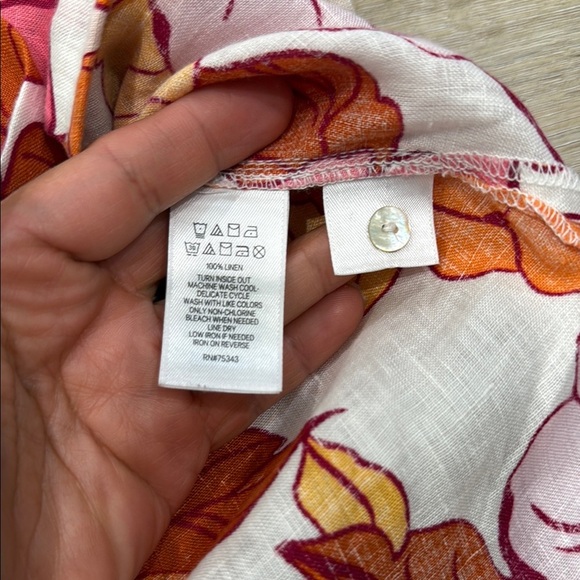 30
100% LINEN
TURN INSIDE OUT
MACHINE WASH COOL-
DELICATE CYCLE
WASH WITH LIKE COLORS
ONLY NON-CHLORINE
BLEACH WHEN NEEDED
LINE DRY
LOW IRON IF NEEDED
IRON ON REVERSE
RN#75343